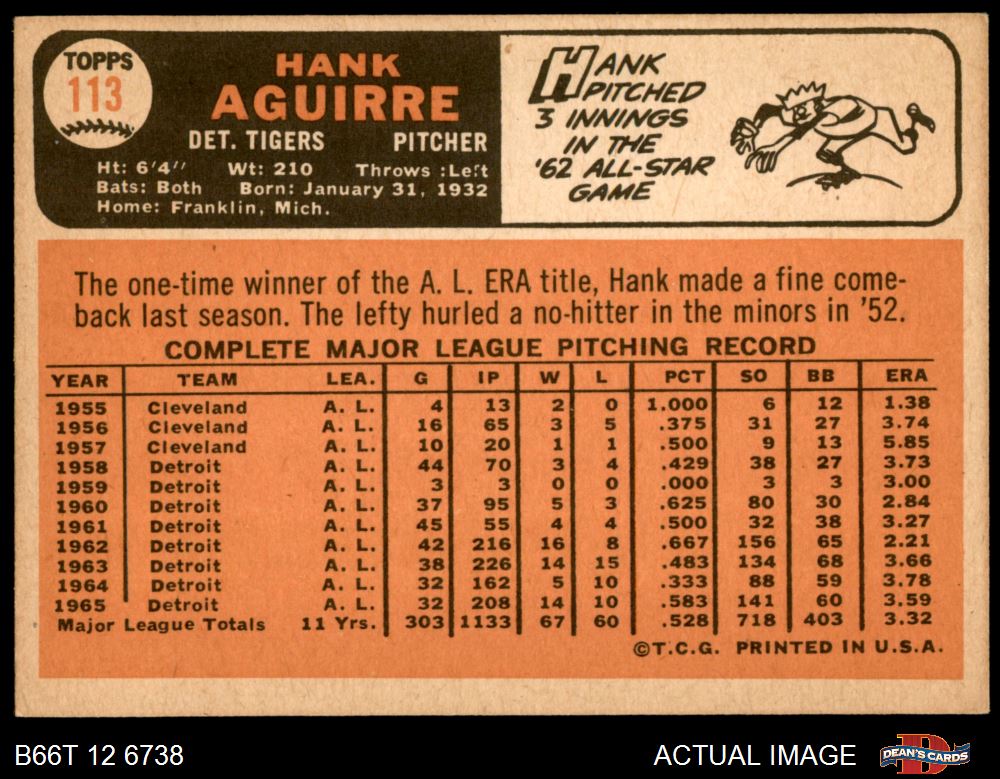 TOPPS
113
HANK
AGUIRRE
DET. TIGERS PITCHER
Ht: 6'4" Wt: 210 Throws :Left
Bats: Both Born: January 31, 1932
Home: Franklin, Mich.
HANK
PITCHED
3 INNINGS
IN THE
'62 ALL-STAR
GAME
The one-time winner of the A. L. ERA title, Hank made a fine come-
back last season. The lefty hurled a no-hitter in the minors in '52.
COMPLETE MAJOR LEAGUE PITCHING RECORD
YEAR TEAM LEA. G IP W L PCT SO BB ERA
1955 Cleveland A. L. 4 13 2 0 1.000 6 12 1.38
1956 Cleveland A. L. 16 65 3 5 .375 31 27 3.74
1957 Cleveland A. L. 10 20 1 1 .500 9 13 5.85
1958 Detroit A. L. 44 70 3 4 .429 38 27 3.73
1959 Detroit A. L. 3 3 0 0 .000 3 3 3.00
1960 Detroit A. L. 37 95 5 3 .625 80 30 2.84
1961 Detroit A. L. 45 55 4 4 .500 32 38 3.27
1962 Detroit A. L. 42 216 16 8 .667 156 65 2.21
1963 Detroit A. L. 38 226 14 15 .483 134 68 3.66
1964 Detroit A. L. 32 162 5 10 .333 88 59 3.78
1965 Detroit A. L. 32 208 14 10 .583 141 60 3.59
Major League Totals 11 Yrs. 303 1133 67 60 .528 718 403 3.32
©T.C.G. PRINTED IN U.S.A.
B66T 12 6738 ACTUAL IMAGE DEAN'S CARDS